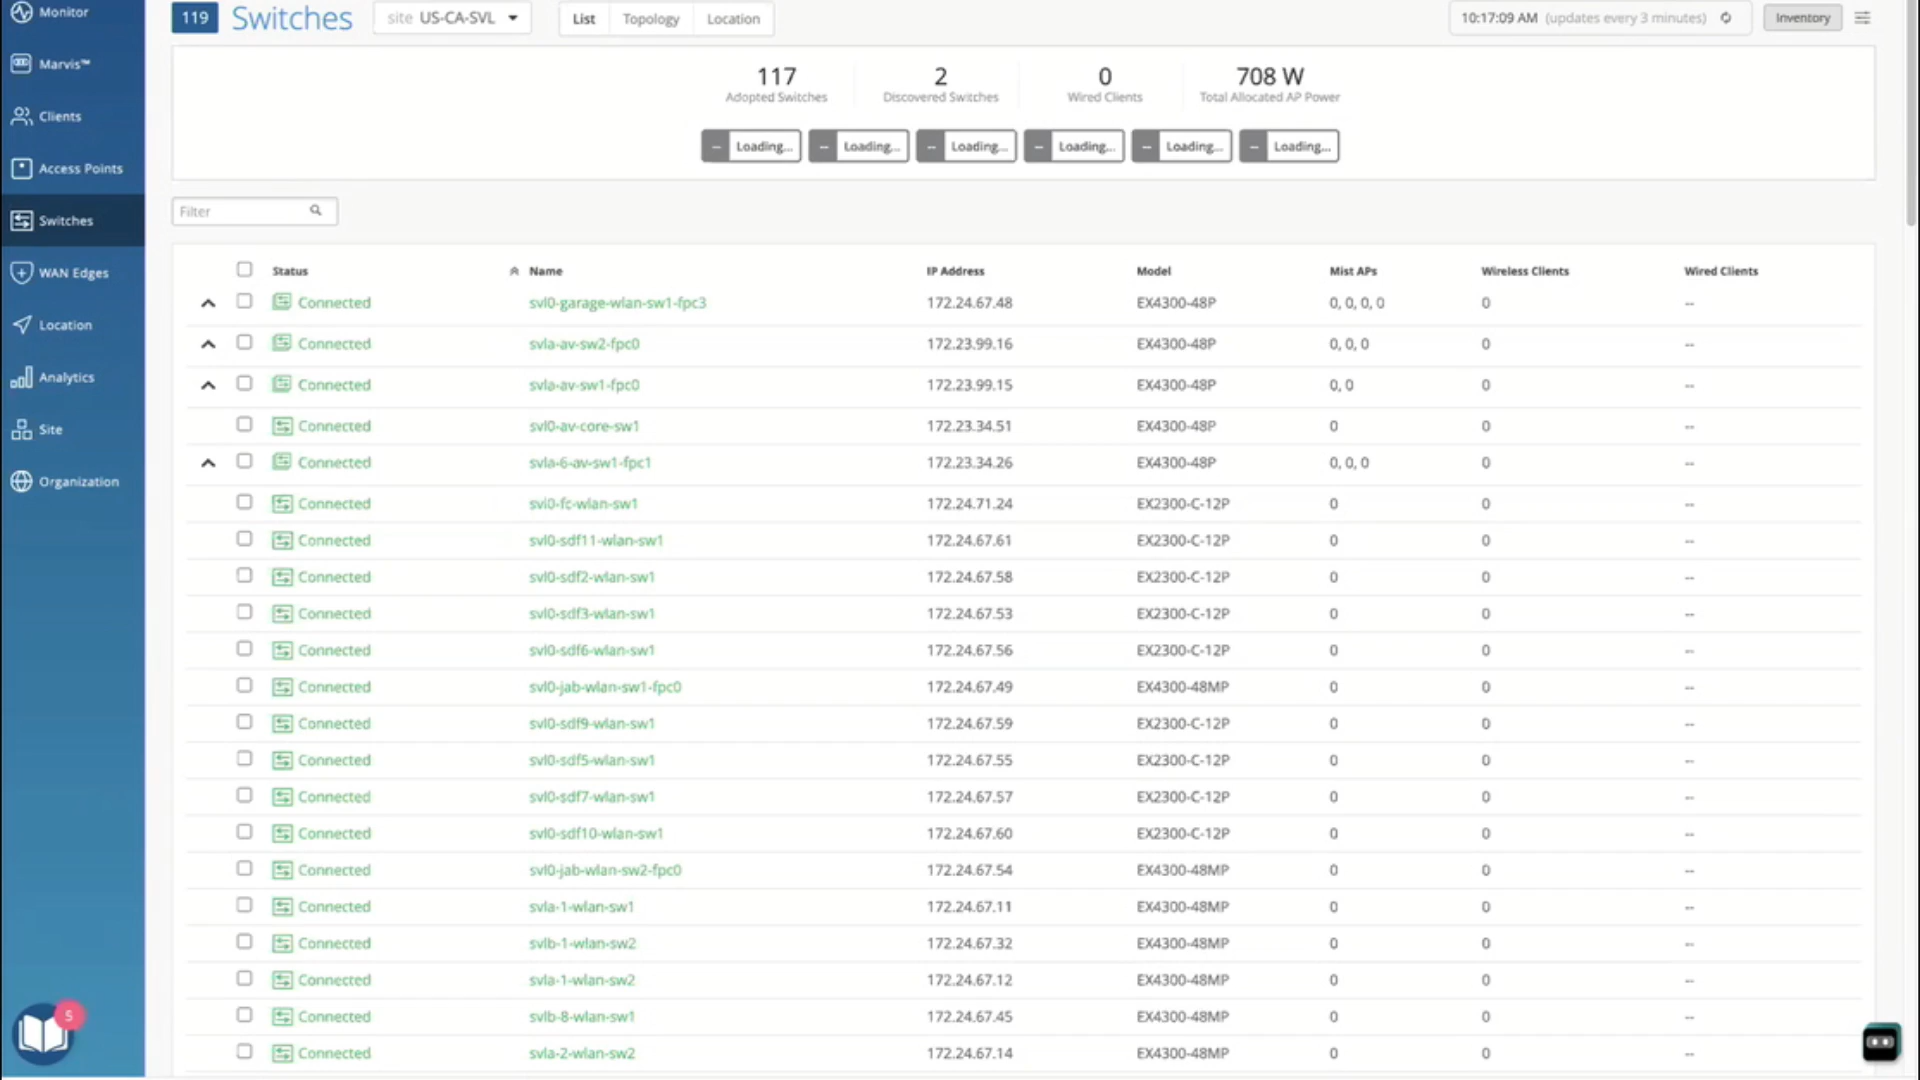 Monitor
Marvis™
Clients
Access Points
Switches
WAN Edges
Location
Analytics
Site
Organization
5
119 Switches site US-CA-SVL List Topology Location 10:17:09 AM (updates every 3 minutes) Inventory
117 2 0 708 W
Adopted Switches Discovered Switches Wired Clients Total Allocated AP Power
-- Loading... -- Loading... -- Loading... -- Loading... -- Loading... -- Loading...
Filter
Status Name IP Address Model Mist APs Wireless Clients Wired Clients
Connected svl0-garage-wlan-sw1-fpc3 172.24.67.48 EX4300-48P 0, 0, 0, 0 0 --
Connected svla-av-sw2-fpc0 172.23.99.16 EX4300-48P 0, 0, 0 0 --
Connected svla-av-sw1-fpc0 172.23.99.15 EX4300-48P 0, 0 0 --
Connected svl0-av-core-sw1 172.23.34.51 EX4300-48P 0 0 --
Connected svla-6-av-sw1-fpc1 172.23.34.26 EX4300-48P 0, 0, 0 0 --
Connected svl0-fc-wlan-sw1 172.24.71.24 EX2300-C-12P 0 0 --
Connected svl0-sdf11-wlan-sw1 172.24.67.61 EX2300-C-12P 0 0 --
Connected svl0-sdf2-wlan-sw1 172.24.67.58 EX2300-C-12P 0 0 --
Connected svl0-sdf3-wlan-sw1 172.24.67.53 EX2300-C-12P 0 0 --
Connected svl0-sdf6-wlan-sw1 172.24.67.56 EX2300-C-12P 0 0 --
Connected svl0-jab-wlan-sw1-fpc0 172.24.67.49 EX4300-48MP 0 0 --
Connected svl0-sdf9-wlan-sw1 172.24.67.59 EX2300-C-12P 0 0 --
Connected svl0-sdf5-wlan-sw1 172.24.67.55 EX2300-C-12P 0 0 --
Connected svl0-sdf7-wlan-sw1 172.24.67.57 EX2300-C-12P 0 0 --
Connected svl0-sdf10-wlan-sw1 172.24.67.60 EX2300-C-12P 0 0 --
Connected svl0-jab-wlan-sw2-fpc0 172.24.67.54 EX4300-48MP 0 0 --
Connected svla-1-wlan-sw1 172.24.67.11 EX4300-48MP 0 0 --
Connected svlb-1-wlan-sw2 172.24.67.32 EX4300-48MP 0 0 --
Connected svla-1-wlan-sw2 172.24.67.12 EX4300-48MP 0 0 --
Connected svlb-8-wlan-sw1 172.24.67.45 EX4300-48MP 0 0 --
Connected svla-2-wlan-sw2 172.24.67.14 EX4300-48MP 0 0 --